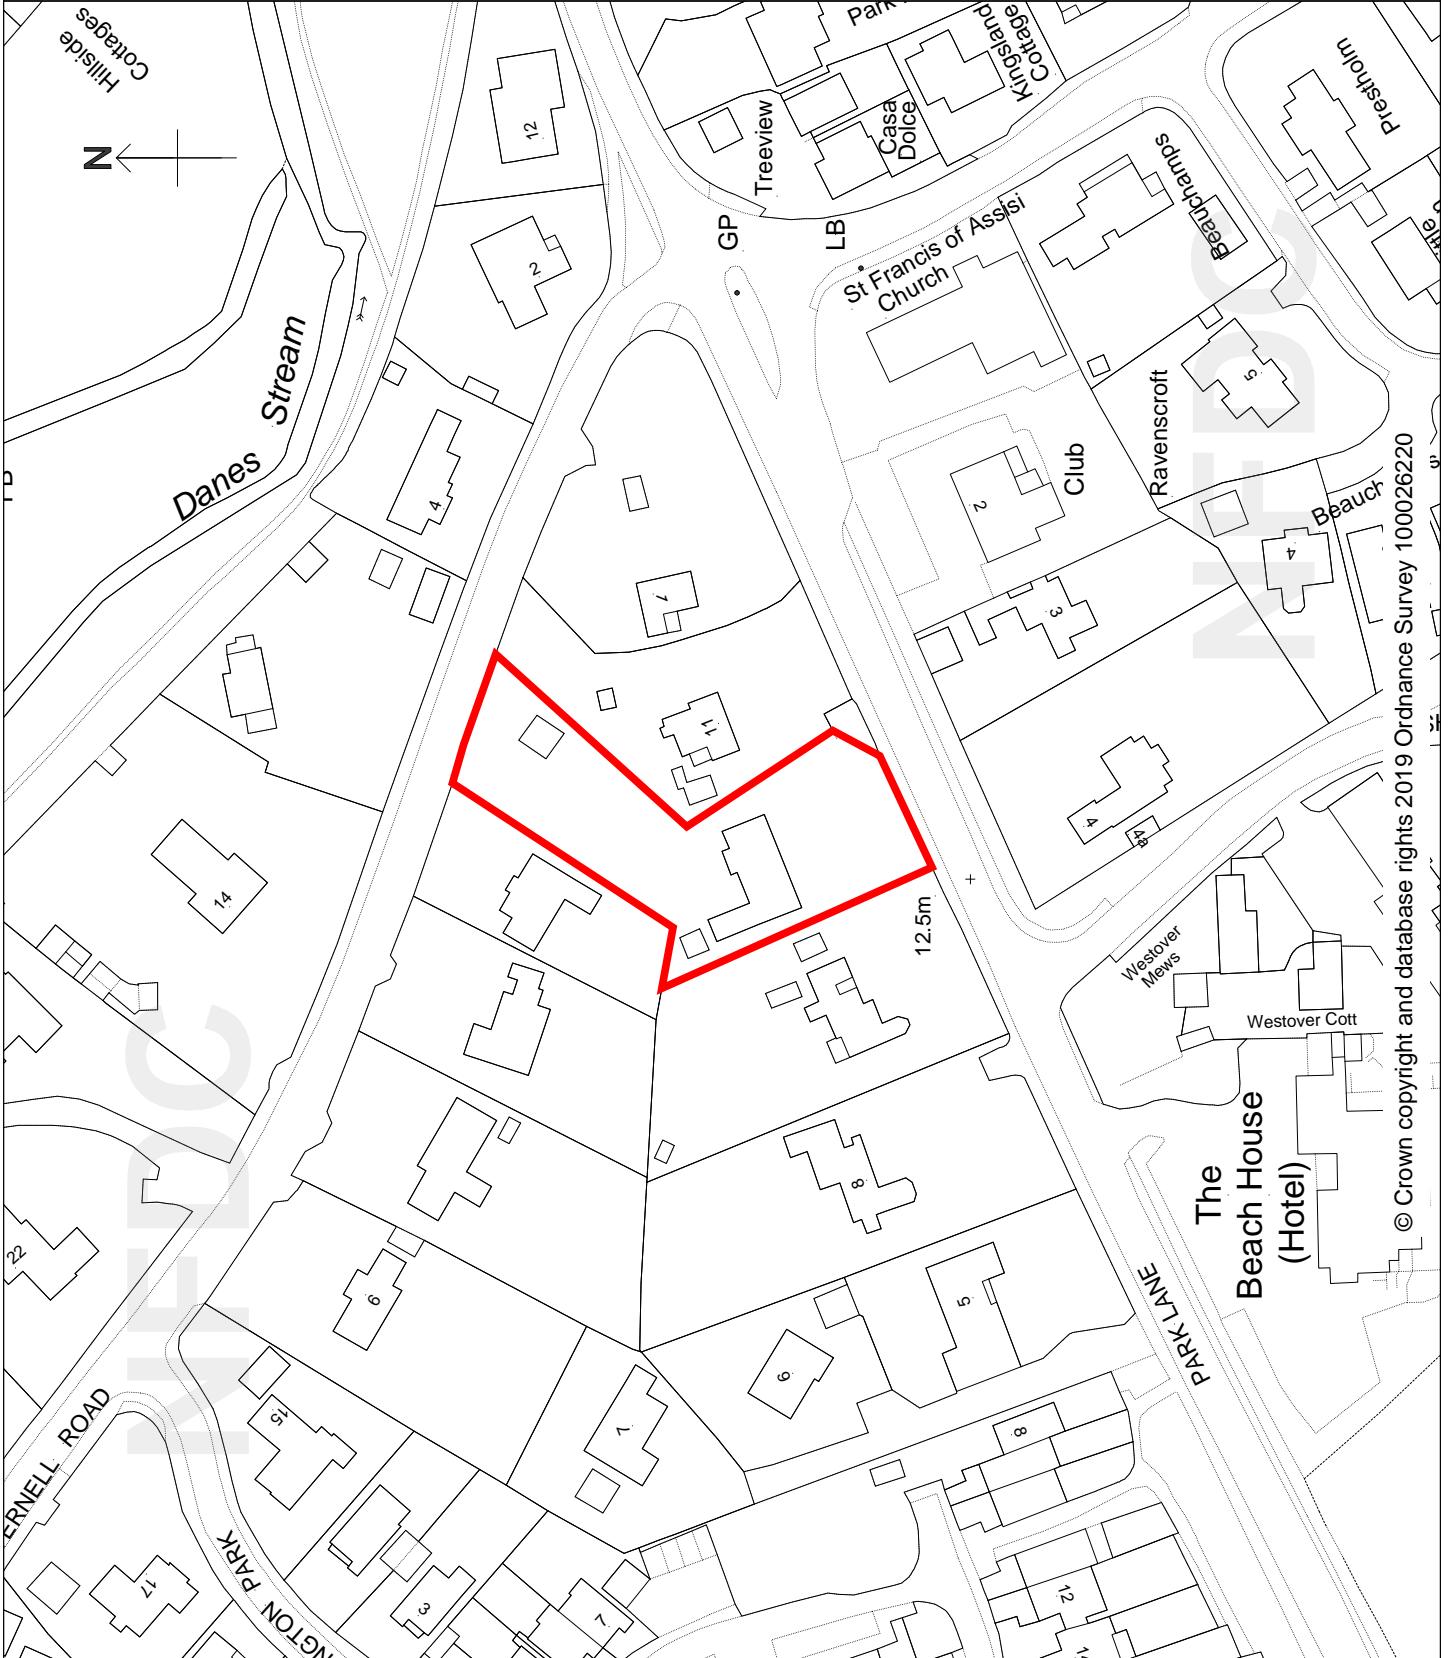 Hillside
Cottages
N
12
2
Danes Stream
4
Treeview
GP
LB
Casa
Dolce
Kingsland
Cottage
Prestholm
Beauchamps
St Francis of Assisi
Church
5
Ravenscroft
Club
2
3
4
4
4a
1
11
12.5m
14
22
9
15
17
3
7
7
6
5
8
8
12
Westover
Mews
Westover Cott
The
Beach House
(Hotel)
PARK LANE
ERNELL ROAD
NGTON PARK
NFDC
NFDC
© Crown copyright and database rights 2019 Ordnance Survey 100026220